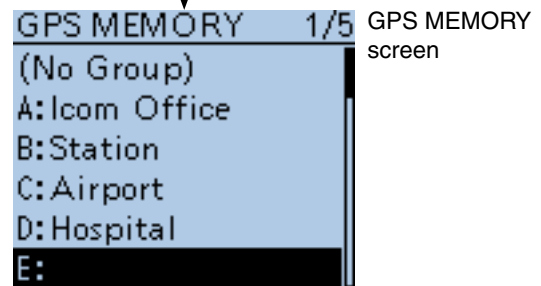 GPS MEMORY 1/5
(No Group)
A:Icom Office
B:Station
C:Airport
D:Hospital
E:
GPS MEMORY
screen